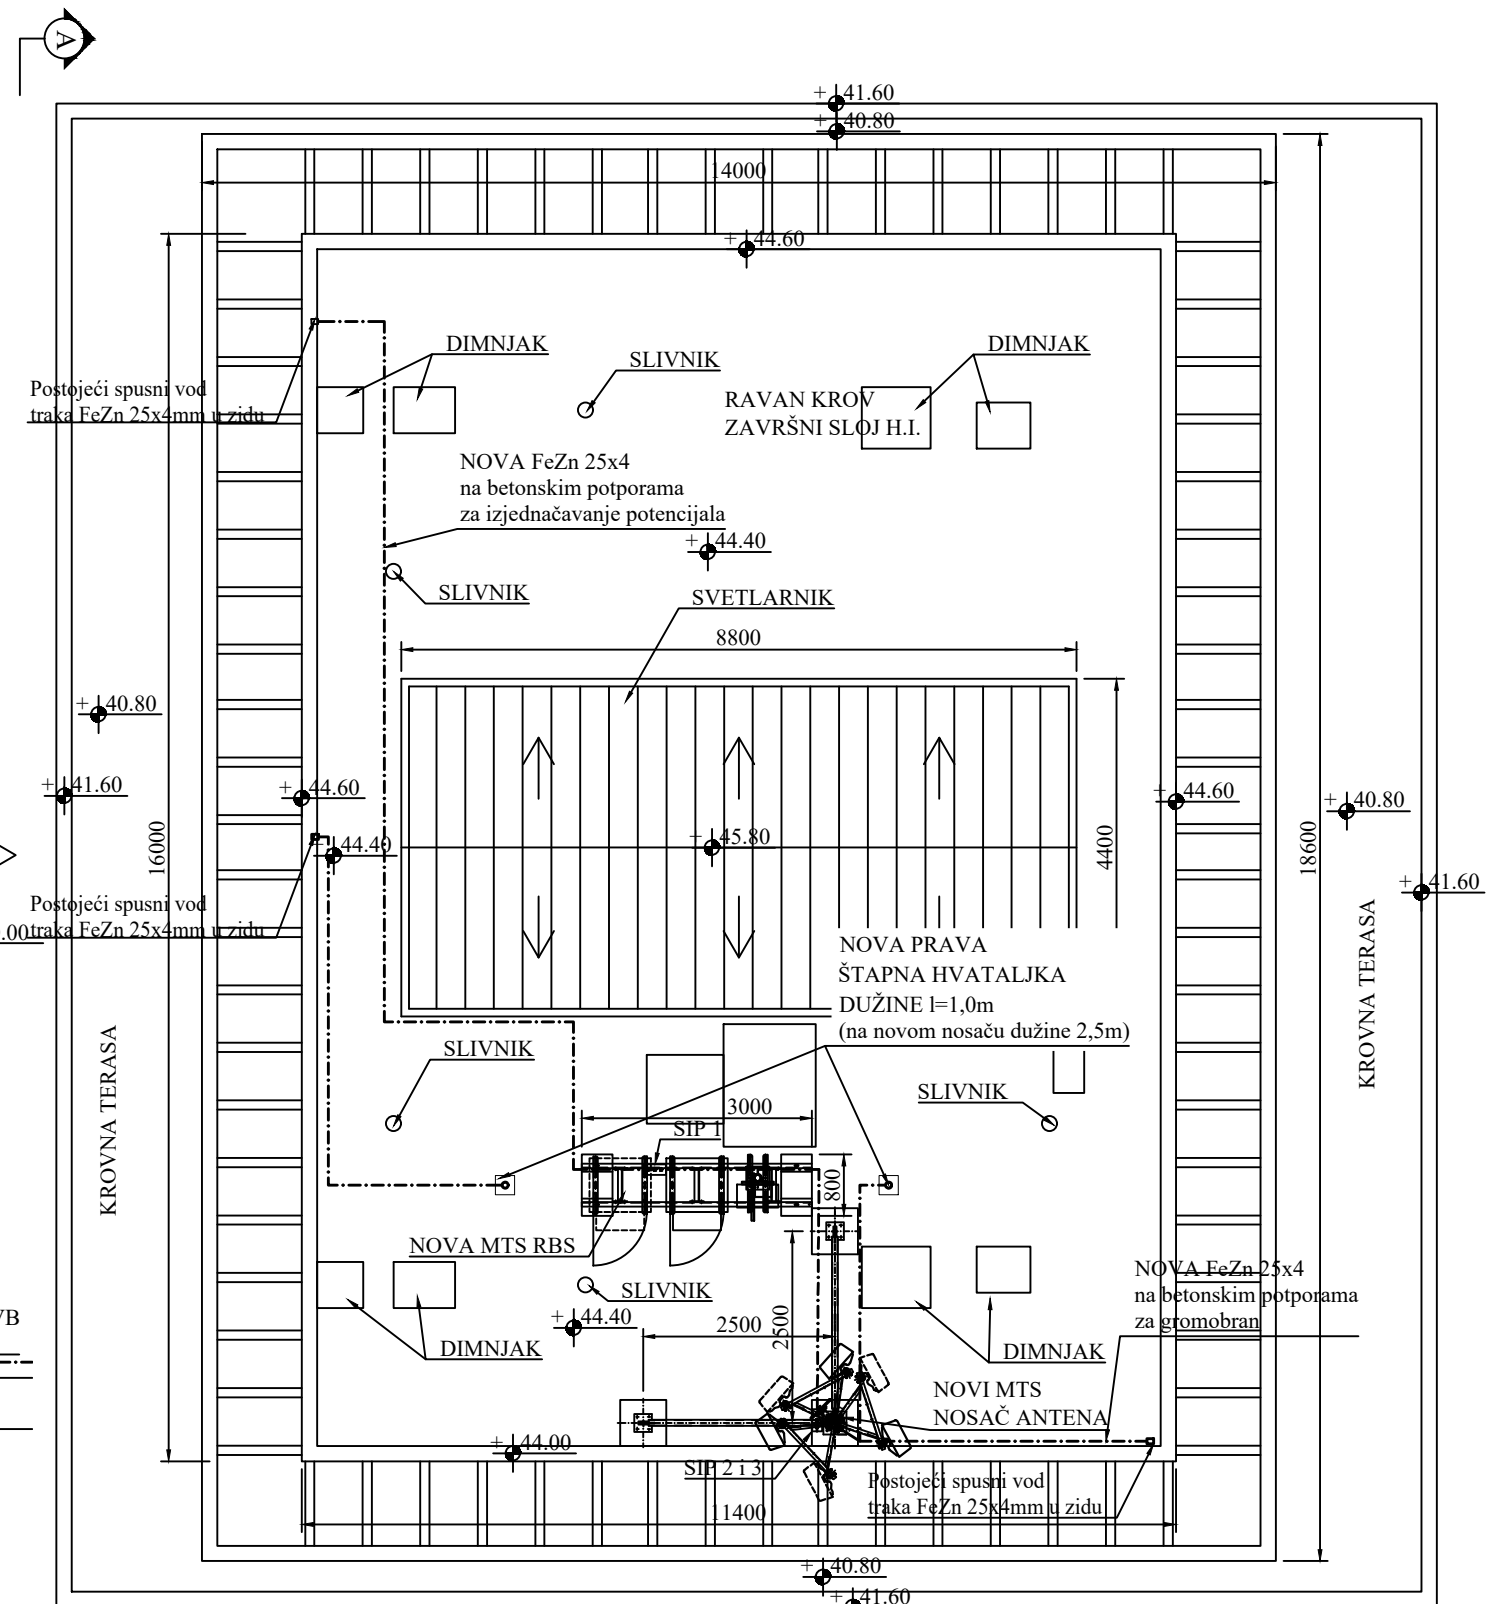 A
+ 41.60
+ 40.80
14000
+ 44.60
DIMNJAK
SLIVNIK
DIMNJAK
Postojeći spusni vod
traka FeZn 25x4mm u zidu
RAVAN KROV
ZAVRŠNI SLOJ H.I.
NOVA FeZn 25x4
na betonskim potporama
za izjednačavanje potencijala
+ 44.40
SLIVNIK
SVETLARNIK
8800
+ 40.80
+ 41.60
+ 44.60
16000
+ 44.40
+ 45.80
4400
+ 44.60
18600
+ 40.80
+ 41.60
Postojeći spusni vod
traka FeZn 25x4mm u zidu
.00
NOVA PRAVA
ŠTAPNA HVATALJKA
DUŽINE l=1,0m
(na novom nosaču dužine 2,5m)
KROVNA TERASA
KROVNA TERASA
SLIVNIK
SLIVNIK
3000
SIP 1
800
NOVA MTS RBS
SLIVNIK
+ 44.40
2500
2500
DIMNJAK
DIMNJAK
NOVA FeZn 25x4
na betonskim potporama
za gromobran
VB
NOVI MTS
NOSAČ ANTENA
+ 44.00
SIP 2 i 3
Postojeći spusni vod
traka FeZn 25x4mm u zidu
11400
+ 40.80
+ 41.60